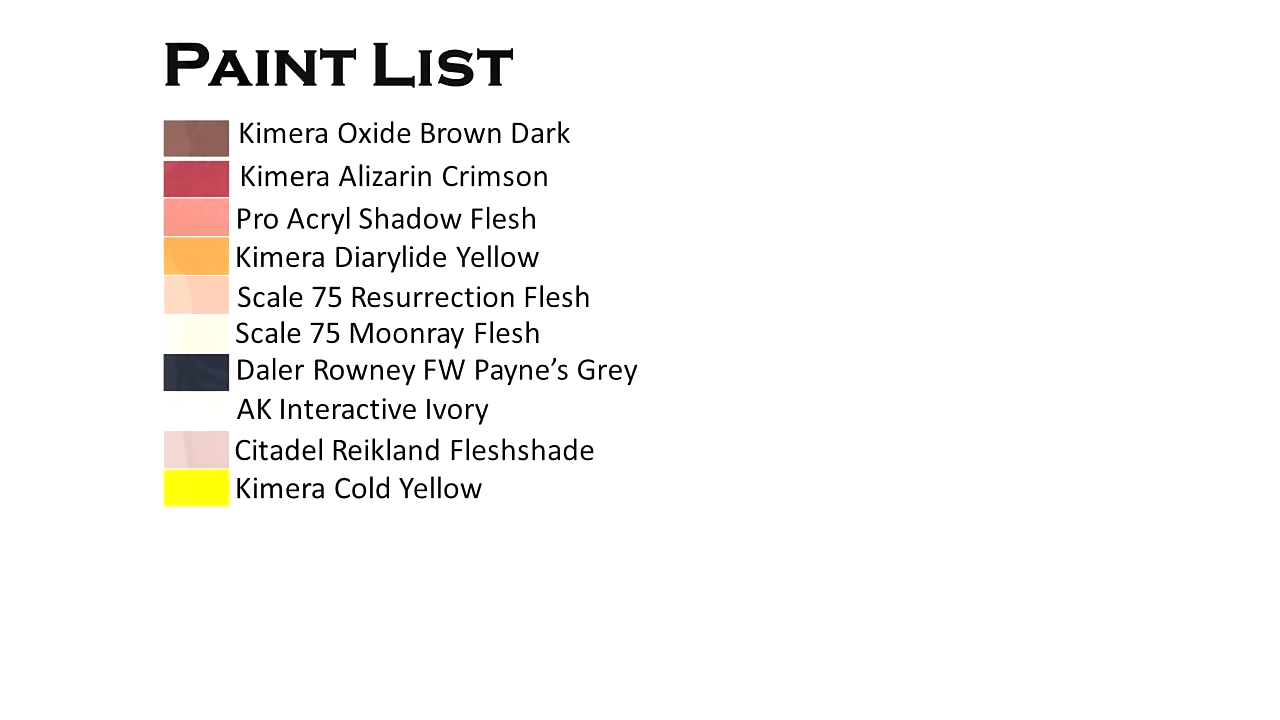 Paint List
Kimera Oxide Brown Dark
Kimera Alizarin Crimson
Pro Acryl Shadow Flesh
Kimera Diarylide Yellow
Scale 75 Resurrection Flesh
Scale 75 Moonray Flesh
Daler Rowney FW Payne’s Grey
AK Interactive Ivory
Citadel Reikland Fleshshade
Kimera Cold Yellow